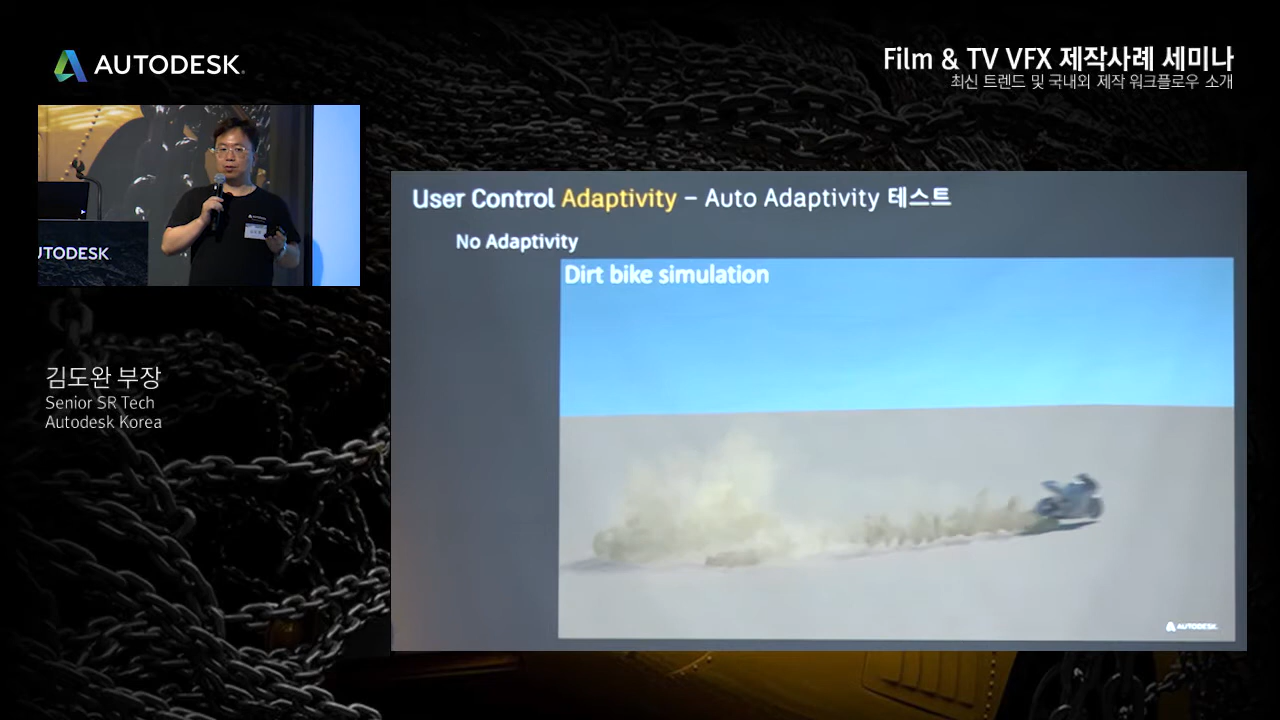 AUTODESK.
Film & TV VFX 제작사례 세미나
최신 트렌드 및 국내외 제작 워크플로우 소개
UTODESK
김도완 부장
Senior SR Tech
Autodesk Korea
User Control Adaptivity – Auto Adaptivity 테스트
No Adaptivity
Dirt bike simulation
AUTODESK.